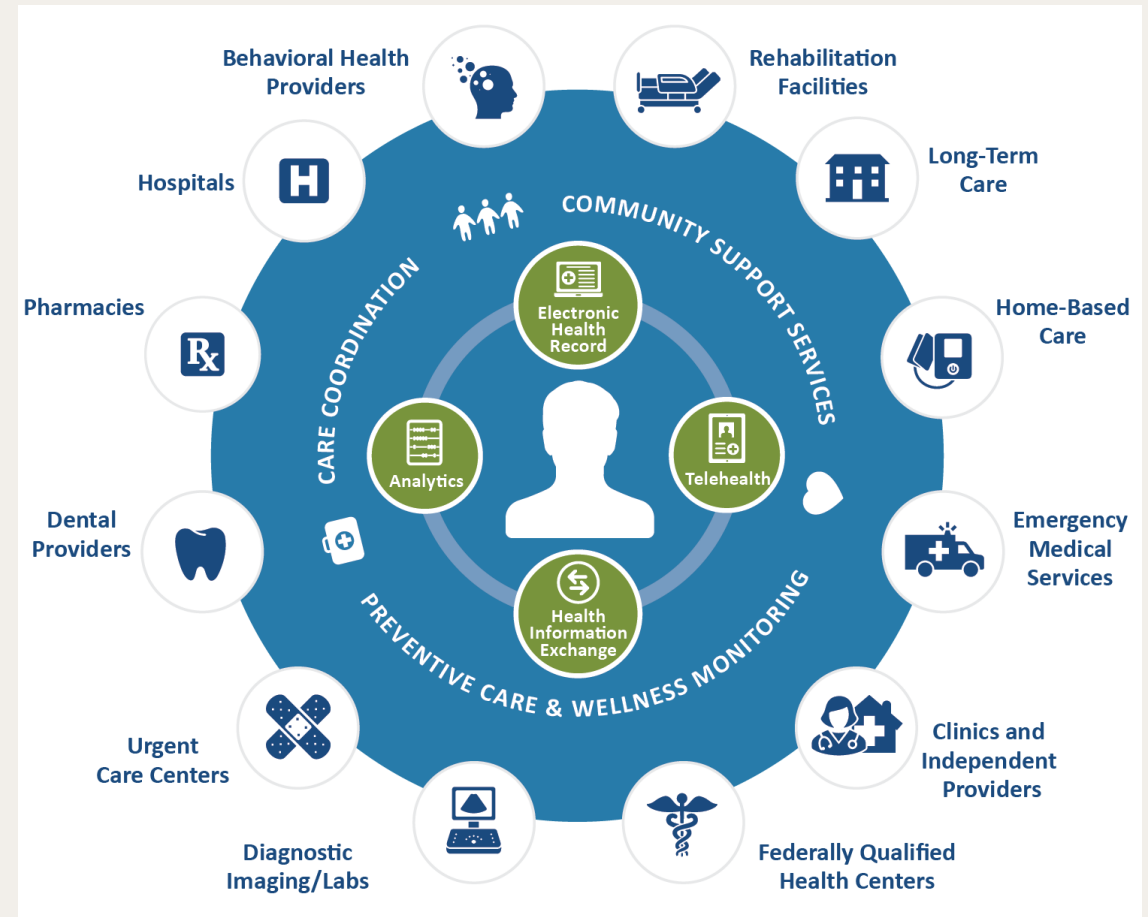 Behavioral Health
Providers
Rehabilitation
Facilities
Hospitals
H
Long-Term
Care
Pharmacies
Rx
Home-Based
Care
Dental
Providers
Emergency
Medical
Services
Urgent
Care Centers
Clinics and
Independent
Providers
Diagnostic
Imaging/Labs
Federally Qualified
Health Centers
CARE COORDINATION
COMMUNITY SUPPORT SERVICES
PREVENTIVE CARE & WELLNESS MONITORING
Electronic
Health
Record
Analytics
Telehealth
Health
Information
Exchange